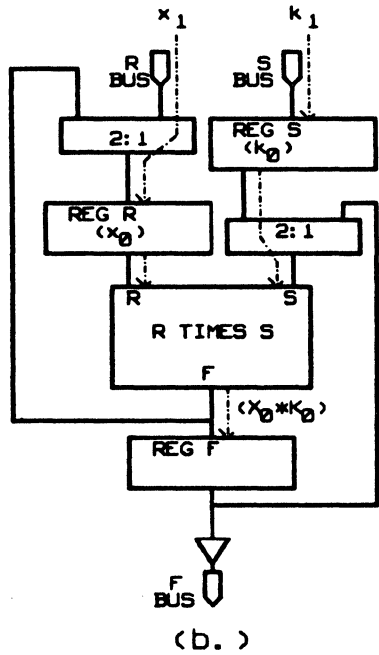 x1 k1
R BUS
S BUS
2:1
REG S
(k0)
REG R
(x0)
2:1
R S
R TIMES S
F
(X0*K0)
REG F
F BUS
(b.)